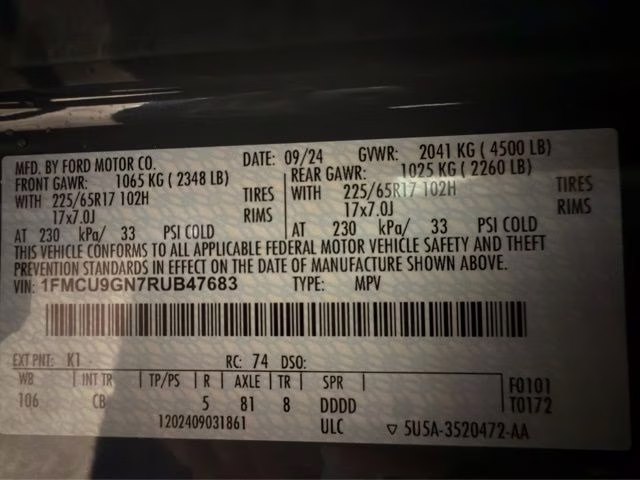 MFD. BY FORD MOTOR CO. DATE: 09/24 GVWR: 2041 KG ( 4500 LB)
FRONT GAWR: 1065 KG ( 2348 LB) REAR GAWR: 1025 KG ( 2260 LB)
WITH 225/65R17 102H TIRES WITH 225/65R17 102H TIRES
17x7.0J RIMS 17x7.0J RIMS
AT 230 kPa/ 33 PSI COLD AT 230 kPa/ 33 PSI COLD
THIS VEHICLE CONFORMS TO ALL APPLICABLE FEDERAL MOTOR VEHICLE SAFETY AND THEFT
PREVENTION STANDARDS IN EFFECT ON THE DATE OF MANUFACTURE SHOWN ABOVE.
VIN: 1FMCU9GN7RUB47683 TYPE: MPV
EXT PNT: K1 RC: 74 DSO:
WB INT TR TP/PS R AXLE TR SPR F0101
106 CB 5 81 8 DDDD T0172
1202409031861 ULC ▽ 5U5A-3520472-AA